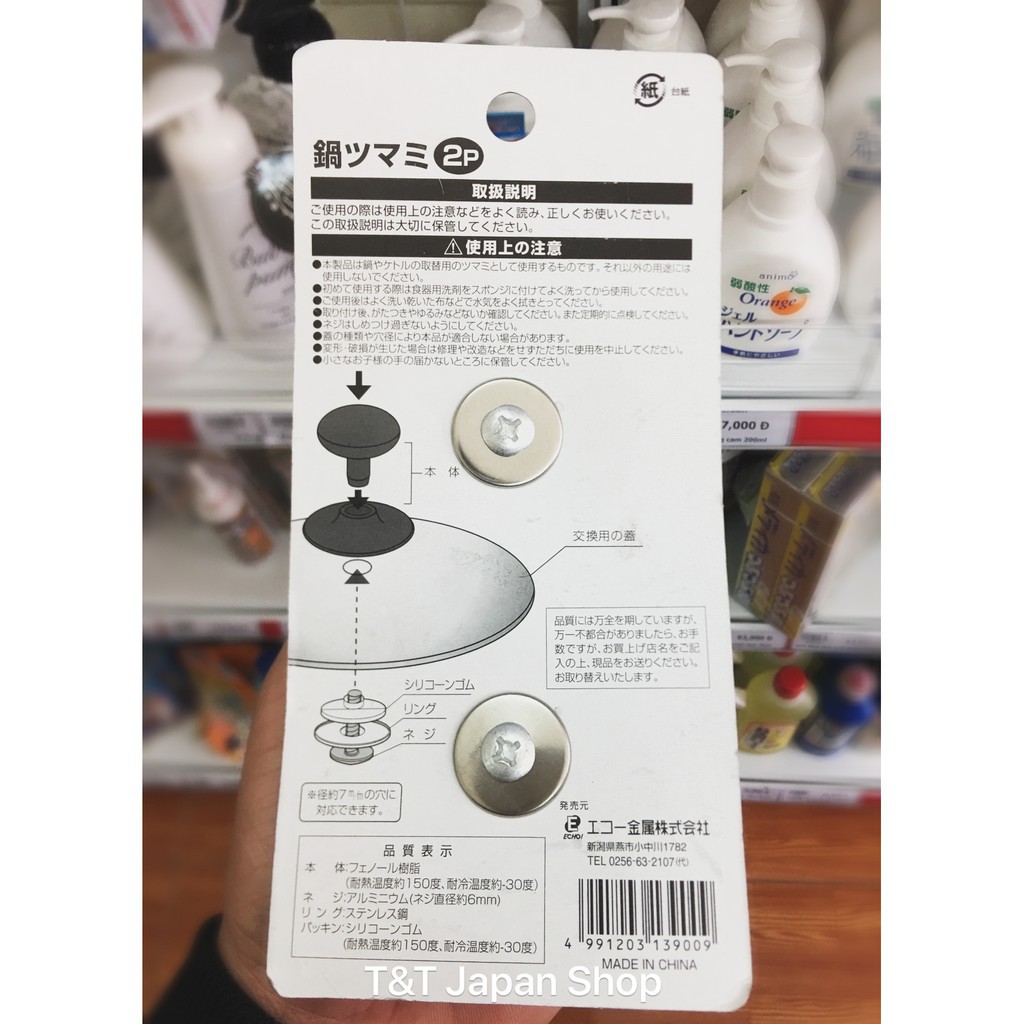 紙 台紙
鍋ツマミ 2P
取扱説明
ご使用の際は使用上の注意などをよく読み、正しくお使いください。
この取扱説明は大切に保管してください。
⚠使用上の注意
●本製品は鍋やケトルの取替用のツマミとして使用するものです。それ以外の用途には
使用しないでください。
●初めて使用する際は食器用洗剤をスポンジに付けてよく洗ってから使用してください。
●ご使用後はよく洗い乾いた布などで水気をよく拭きとってください。
●取り付け後、がたつきやゆるみなどないか確認してください。また定期的に点検してください。
●ネジはしめつけ過ぎないようにしてください。
●蓋の種類や穴径により本品が適合しない場合があります。
●変形・破損が生じた場合は修理や改造などをせずただちに使用を中止してください。
●小さなお子様の手の届かないところに保管してください。
本 体
交換用の蓋
品質には万全を期していますが、
万一不都合がありましたら、お手
数ですが、お買上げ店名をご記
入の上、現品をお送りください。
お取り替えいたします。
シリコーンゴム
リング
ネ ジ
※径約7mmの穴に
対応できます。
発売元
ECHO! エコー金属株式会社
新潟県燕市小中川1782
TEL 0256-63-2107(代)
品質表示
本 体:フェノール樹脂
(耐熱温度約150度、耐冷温度約-30度)
ネ ジ:アルミニウム(ネジ直径約6mm)
リング:ステンレス鋼
パッキン:シリコーンゴム
(耐熱温度約150度、耐冷温度約-30度)
4 991203 139009
MADE IN CHINA
T&T Japan Shop
animo
弱酸性
Orange
ジェル
ハンドソープ
7,000 Đ
cam 200ml